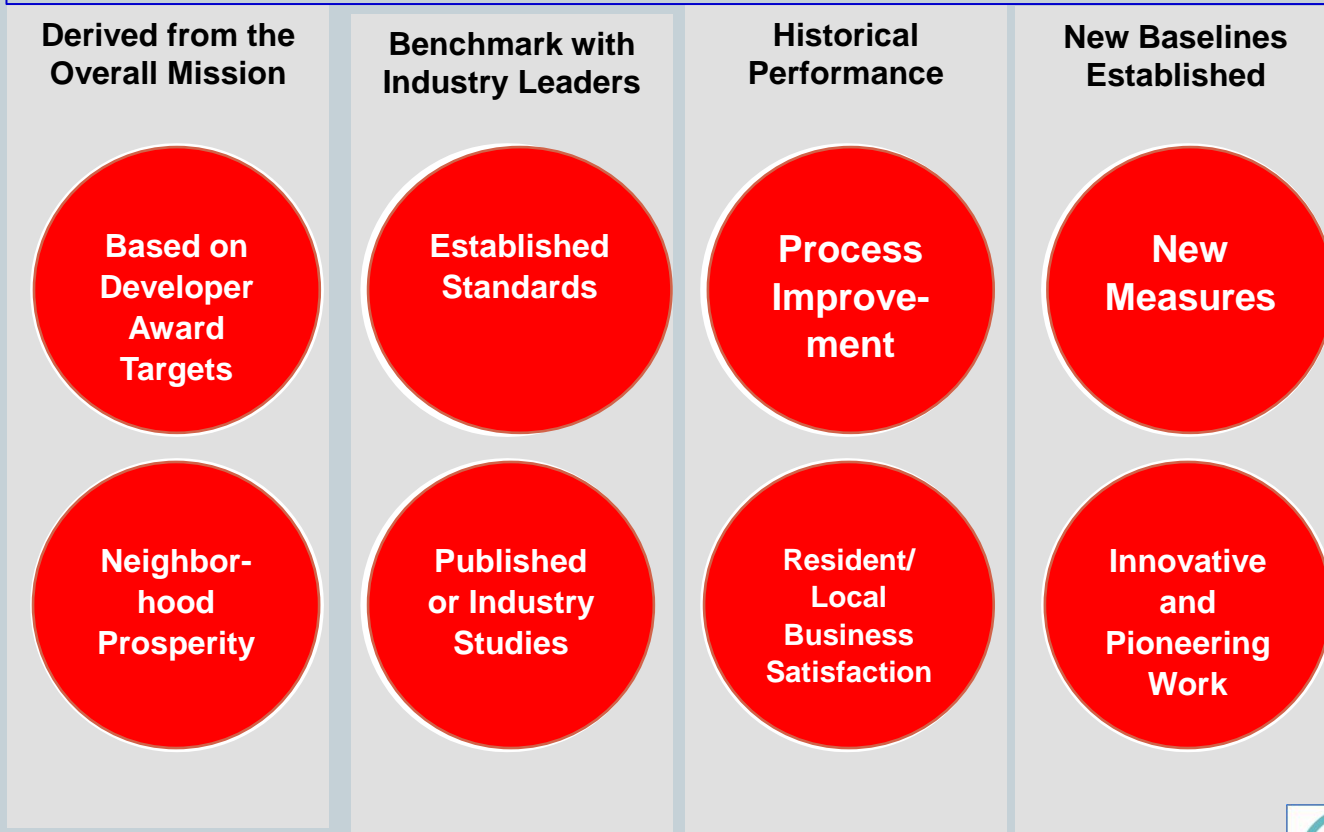 Derived from the
Overall Mission
Benchmark with
Industry Leaders
Historical
Performance
New Baselines
Established
Based on
Developer
Award
Targets
Established
Standards
Process
Improve-
ment
New
Measures
Neighbor-
hood
Prosperity
Published
or Industry
Studies
Resident/
Local
Business
Satisfaction
Innovative
and
Pioneering
Work